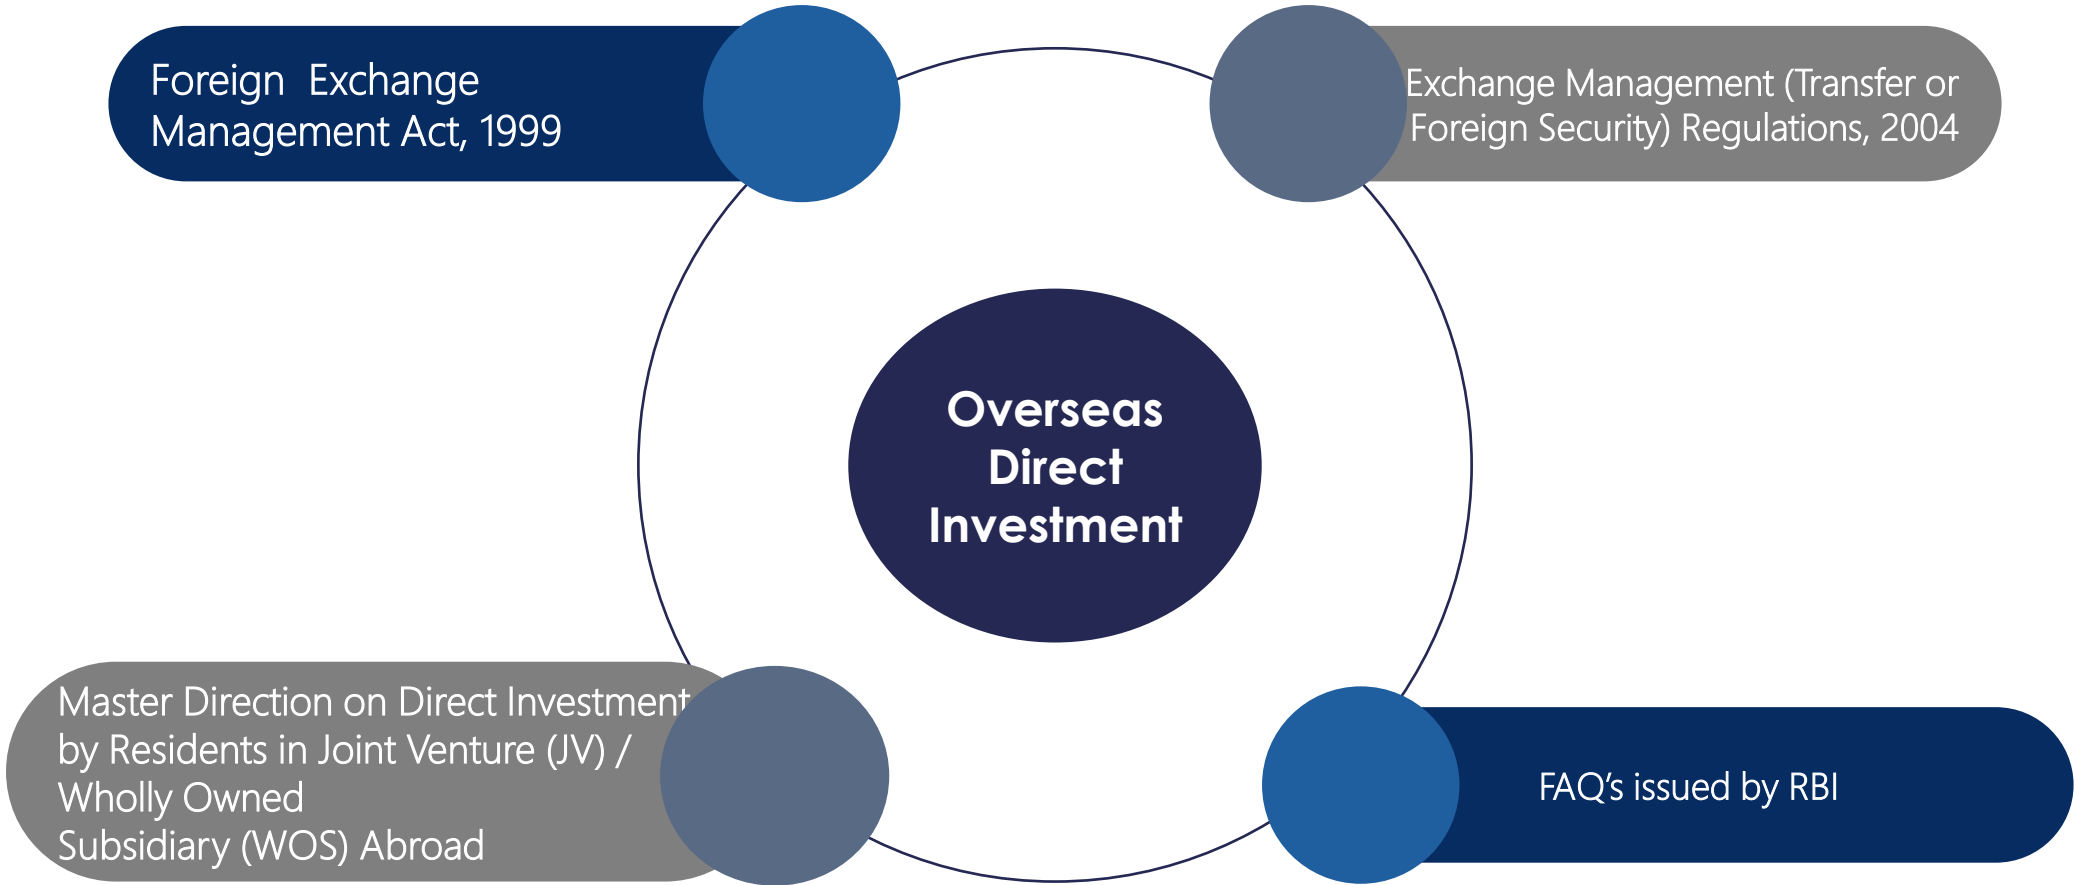 Foreign Exchange
Management Act, 1999
Exchange Management (Transfer or
Foreign Security) Regulations, 2004
Overseas
Direct
Investment
Master Direction on Direct Investment
by Residents in Joint Venture (JV) /
Wholly Owned
Subsidiary (WOS) Abroad
FAQ’s issued by RBI